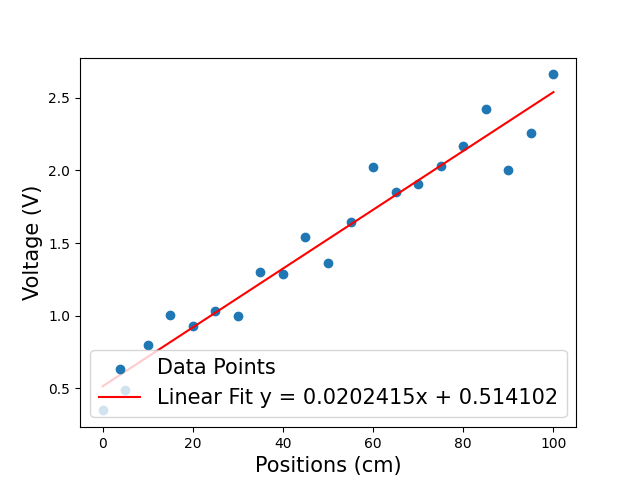 2.5
2.0
1.5
1.0
0.5
Voltage (V)
Data Points
Linear Fit y = 0.0202415x + 0.514102
0 20 40 60 80 100
Positions (cm)